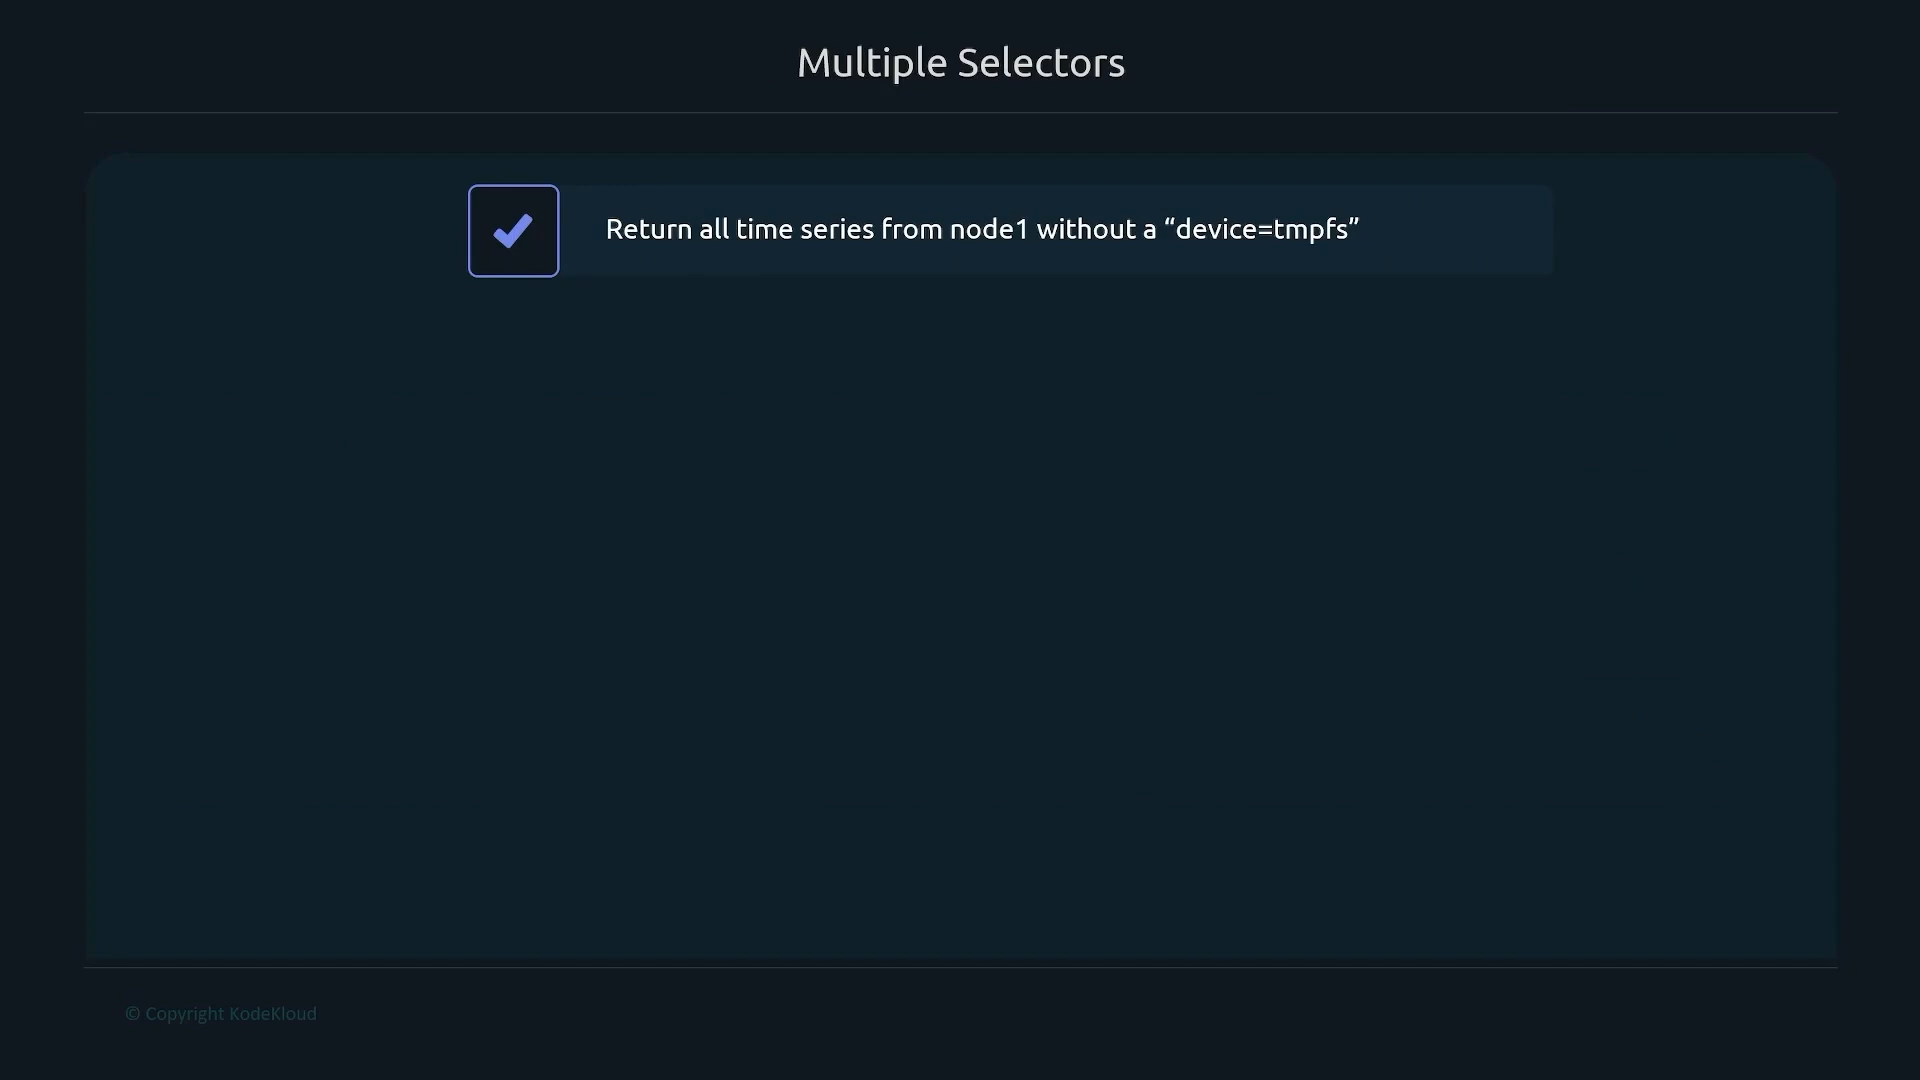 Multiple Selectors
Return all time series from node1 without a “device=tmpfs”
© Copyright KodeKloud